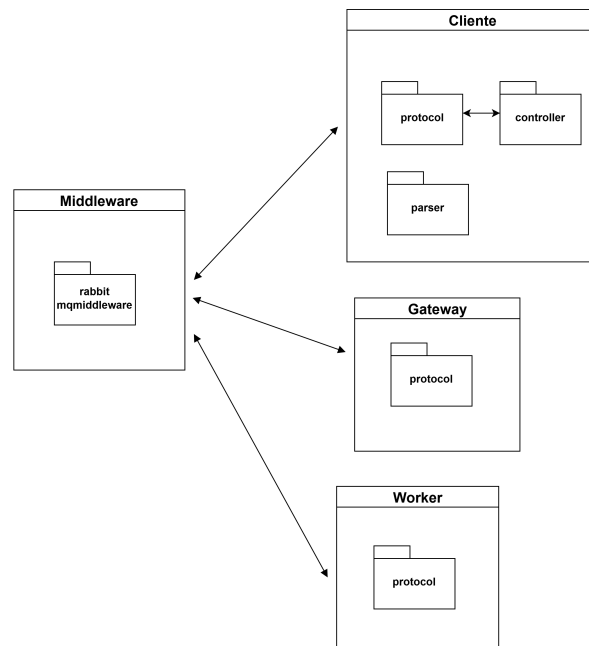 Cliente
protocol
controller
parser
Middleware
rabbit
mqmiddleware
Gateway
protocol
Worker
protocol